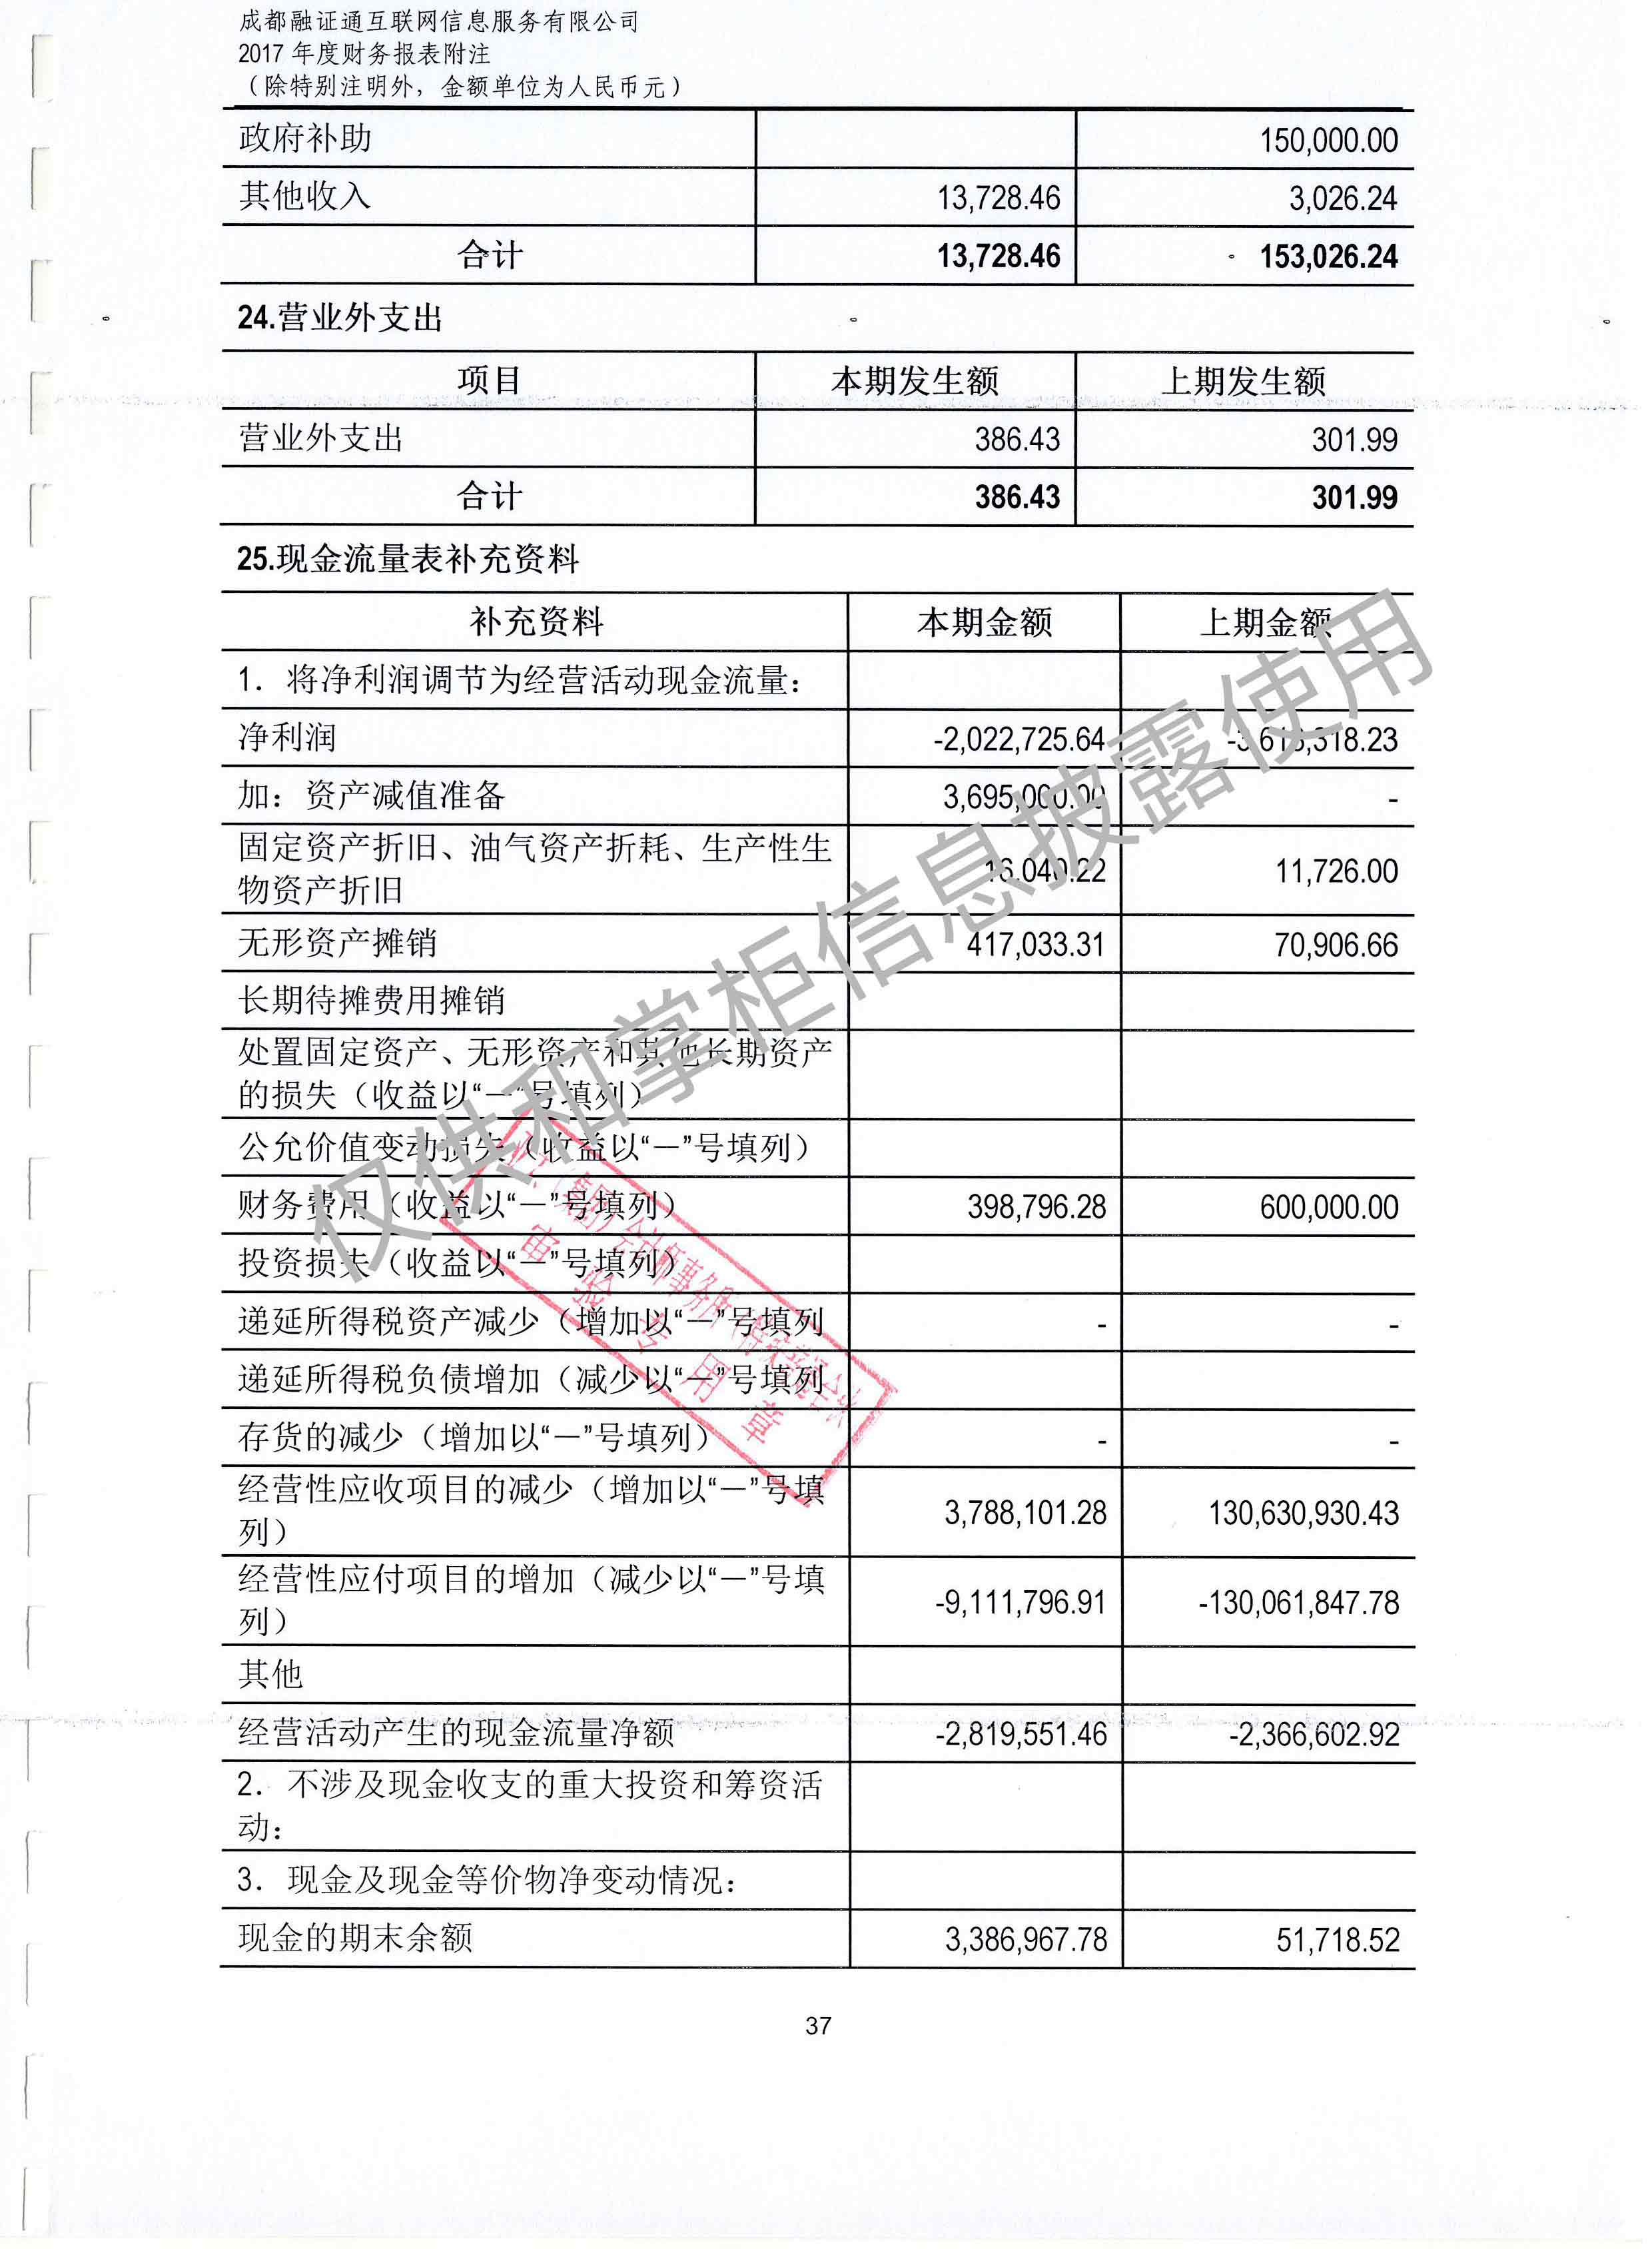 成都融证通互联网信息服务有限公司
2017 年度财务报表附注
（除特别注明外，金额单位为人民币元）
政府补助 150,000.00
其他收入 13,728.46 3,026.24
合计 13,728.46 153,026.24
24.营业外支出
项目 本期发生额 上期发生额
营业外支出 386.43 301.99
合计 386.43 301.99
25.现金流量表补充资料
补充资料 本期金额 上期金额
1．将净利润调节为经营活动现金流量：
净利润 -2,022,725.64 -3,618,318.23
加：资产减值准备 3,695,000.00 -
固定资产折旧、油气资产折耗、生产性生
物资产折旧 16,040.22 11,726.00
无形资产摊销 417,033.31 70,906.66
长期待摊费用摊销
处置固定资产、无形资产和其他长期资产
的损失（收益以“－”号填列）
公允价值变动损失（收益以“－”号填列）
财务费用（收益以“－”号填列） 398,796.28 600,000.00
投资损失（收益以“－”号填列）
递延所得税资产减少（增加以“－”号填列 - -
递延所得税负债增加（减少以“－”号填列
存货的减少（增加以“－”号填列） - -
经营性应收项目的减少（增加以“－”号填
列） 3,788,101.28 130,630,930.43
经营性应付项目的增加（减少以“－”号填
列） -9,111,796.91 -130,061,847.78
其他
经营活动产生的现金流量净额 -2,819,551.46 -2,366,602.92
2．不涉及现金收支的重大投资和筹资活
动：
3．现金及现金等价物净变动情况：
现金的期末余额 3,386,967.78 51,718.52
仅供和掌柜信息披露使用
审验专用章
37